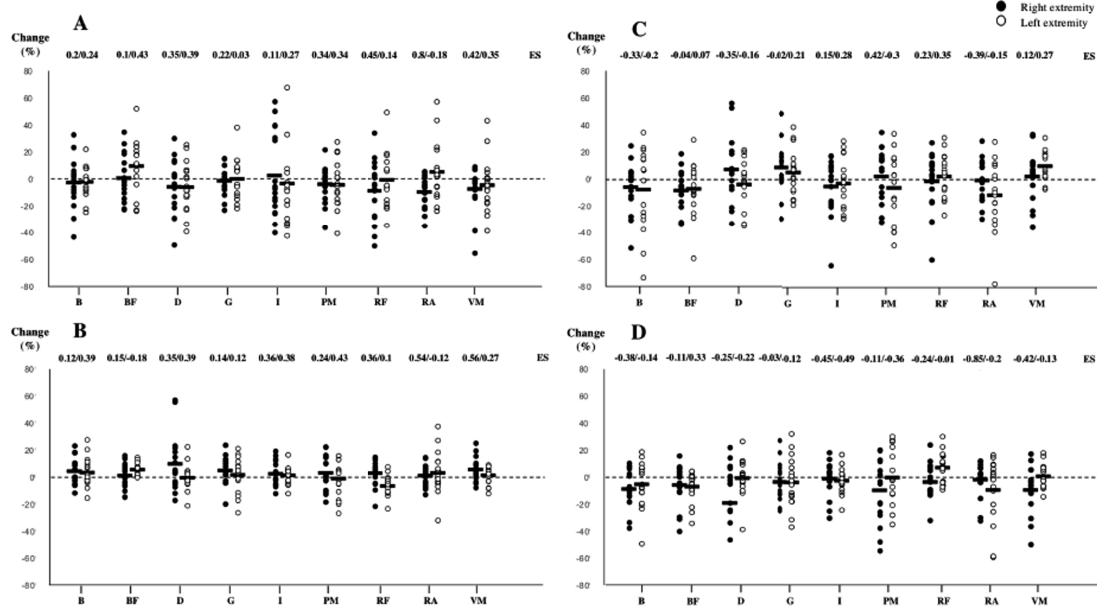 Right extremity
Left extremity
A
Change
(%)
0.2/0.24 0.1/0.43 0.35/0.39 0.22/0.03 0.11/0.27 0.34/0.34 0.45/0.14 0.8/-0.18 0.42/0.35 ES
80
60
40
20
0
-20
-40
-60
-80
B BF D G I PM RF RA VM
B
Change
(%)
0.12/0.39 0.15/-0.18 0.35/0.39 0.14/0.12 0.36/0.38 0.24/0.43 0.36/0.1 0.54/-0.12 0.56/0.27 ES
80
60
40
20
0
-20
-40
-60
-80
B BF D G I PM RF RA VM
C
Change
(%)
-0.33/-0.2 -0.04/0.07 -0.35/-0.16 -0.02/0.21 0.15/0.28 0.42/-0.3 0.23/0.35 -0.39/-0.15 0.12/0.27 ES
80
60
40
20
0
-20
-40
-60
-80
B BF D G I PM RF RA VM
D
Change
(%)
-0.38/-0.14 -0.11/0.33 -0.25/-0.22 -0.03/0.12 -0.45/-0.49 -0.11/-0.36 -0.24/-0.01 -0.85/-0.2 -0.42/-0.13 ES
80
60
40
20
0
-20
-40
-60
-80
B BF D G I PM RF RA VM